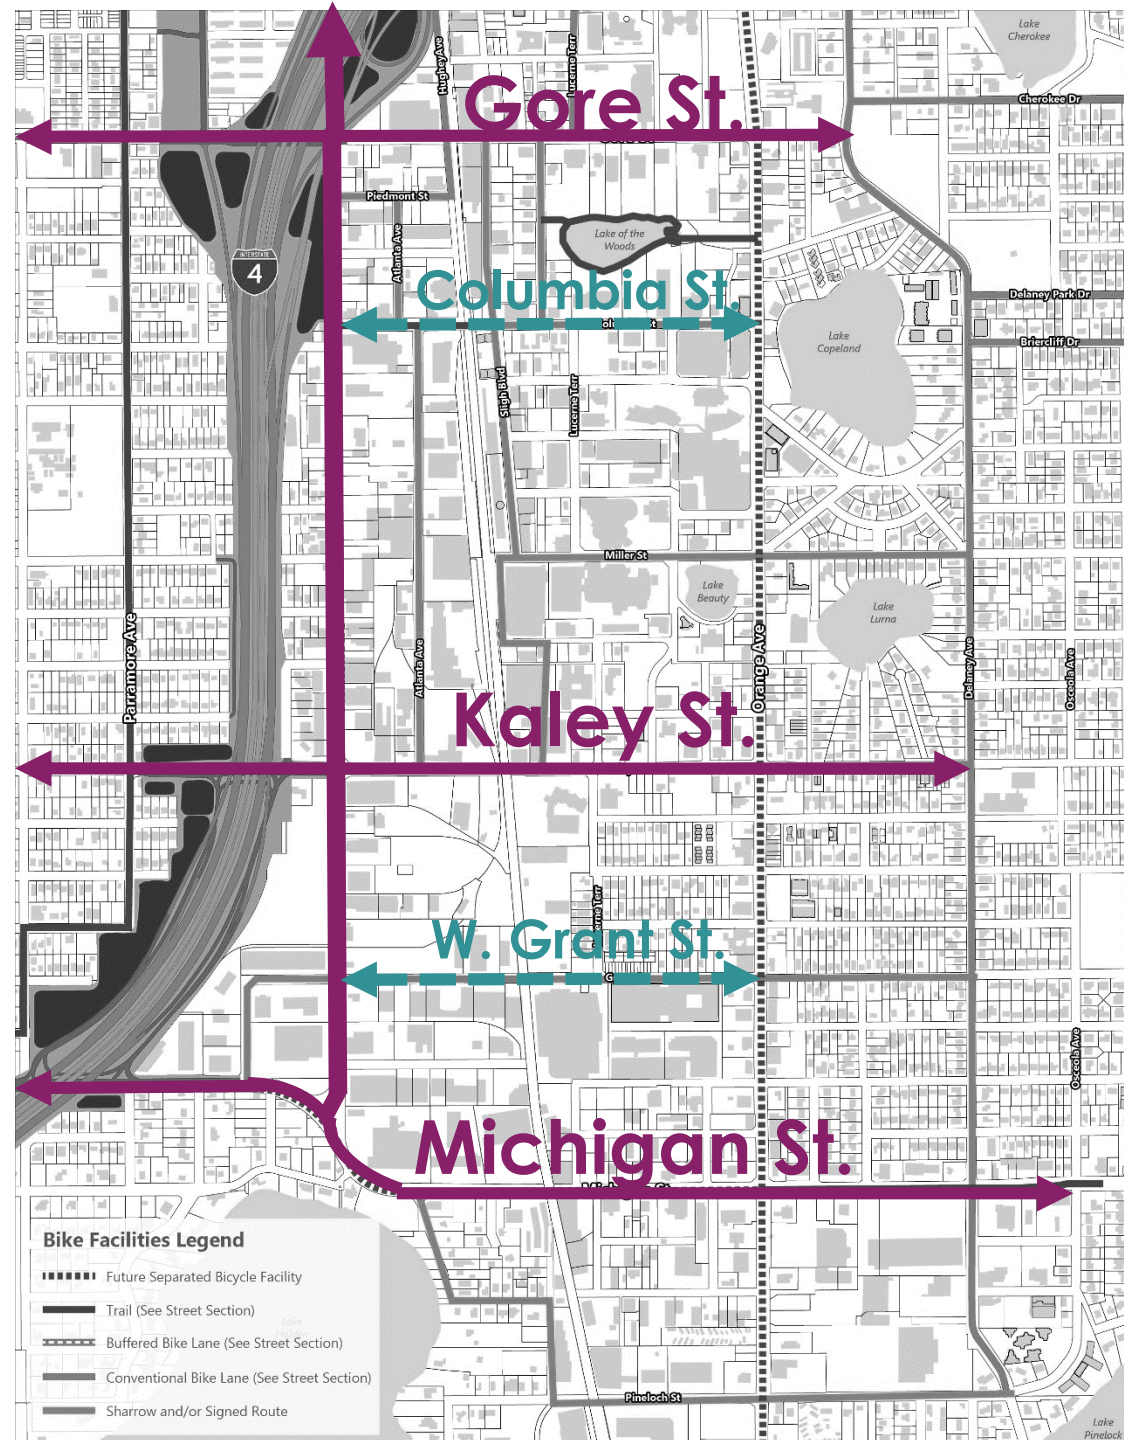 Lake
Cherokee
Hughey Ave
Lucerne Terr
Gore St.
Cherokee Dr
Piedmont St
Atlanta Ave
Lake of the
Woods
INTERSTATE
4
Columbia St.
Delaney Park Dr
Briercliff Dr
Lake
Copeland
Sligh Blvd
Lucerne Terr
Miller St
Lake
Beauty
Lake
Lurna
Paramore Ave
Atlanta Ave
Orange Ave
Delaney Ave
Osceola Ave
Kaley St.
W. Grant St.
Osceola Ave
Michigan St.
Bike Facilities Legend
Future Separated Bicycle Facility
Trail (See Street Section)
Buffered Bike Lane (See Street Section)
Conventional Bike Lane (See Street Section)
Sharrow and/or Signed Route
Lake
Pineloch St
Lake
Pinelock